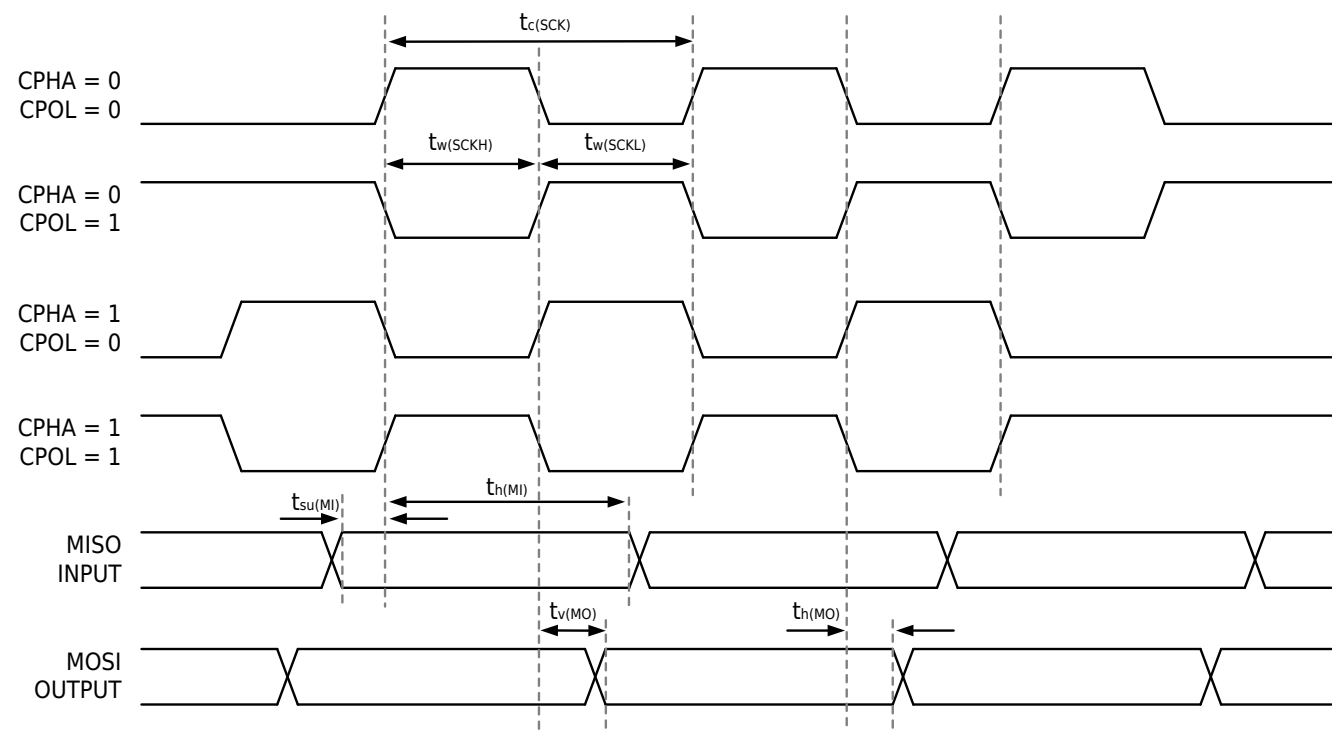 tc(SCK)
CPHA = 0
CPOL = 0
tw(SCKH)
tw(SCKL)
CPHA = 0
CPOL = 1
CPHA = 1
CPOL = 0
CPHA = 1
CPOL = 1
tsu(MI)
th(MI)
MISO
INPUT
tv(MO)
th(MO)
MOSI
OUTPUT